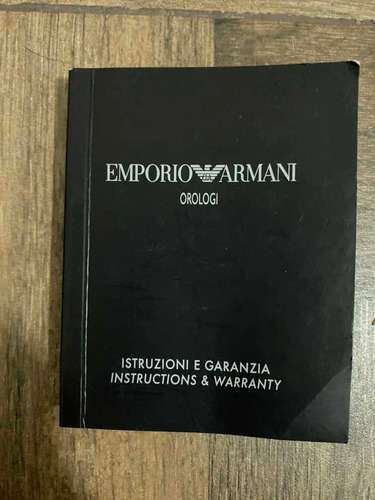 EMPORIO ARMANI
OROLOGI
ISTRUZIONI E GARANZIA
INSTRUCTIONS & WARRANTY